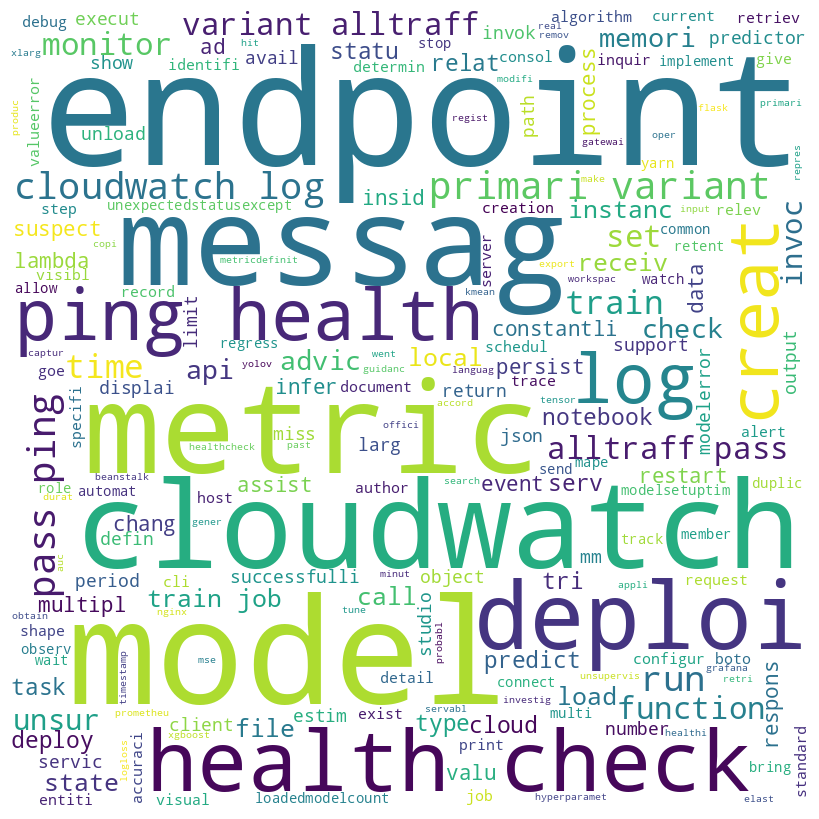 debug execut variant alltraff invok algorithm current retriev
xlarg monitor ad avail statu stop real hit remov memori predictor
show identifi determin relat consol modifi inquir implement give
endpoint
produc valueerror unload regist path process oper flask primari gatewai repres
cloudwatch log insid primari variant yarn make
step unexpectedstatusexcept creation instanc input relev
suspect copi messag server set common creat invoc
lambda metricdefinit export receiv retent
visibl allow record limit kmean workspac watch data
ping health train
constantli check
regress captur yolov went languag schedul support
time goe api advic local persist trace modelerror output
displai guidanc document accord return tensor log
specifi infer metric notebook alert
pass ping healthcheck miss offici json mape
past larg send alltraff pass
role beanstalk automat host assist author search event serv member restart duplic
durat auc chang defin gener cloudwatch modelsetuptim track
period cli successfulli minut object mm request
multipl train job call tri appli
obtain shape nginx tune probabl studio deploi
observ wait mse model predict configur boto grafana
task timestamp detail connect unsupervis retri
unsur prometheu servabl investig load run function respons standard
client file estim exist type cloud multi number healthi
deploy xgboost print bring
servic accuraci logloss health check
state valu
entiti visual loadedmodelcount job hyperparamet elast